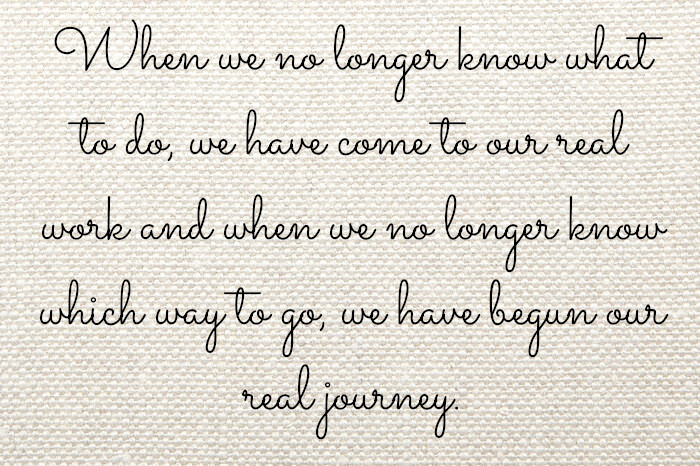 When we no longer know what
to do, we have come to our real
work and when we no longer know
which way to go, we have begun our
real journey.